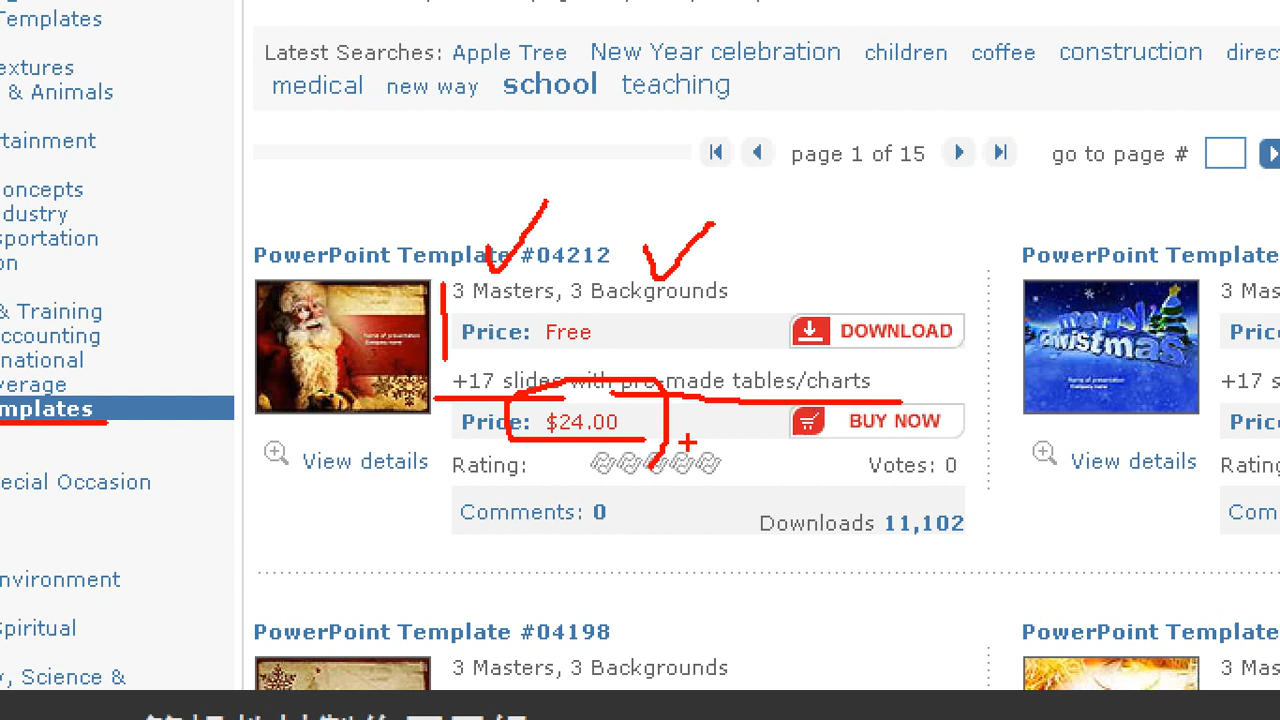 Templates
extures
& Animals
tainment
oncepts
dustry
sportation
on
& Training
ccounting
national
verage
mplates
ecial Occasion
nvironment
Spiritual
, Science &
Latest Searches: Apple Tree New Year celebration children coffee construction direc
medical new way school teaching
page 1 of 15 go to page #
PowerPoint Template #04212
3 Masters, 3 Backgrounds
Price: Free DOWNLOAD
+17 slides with pre-made tables/charts
Price: $24.00 BUY NOW
View details
Rating: Votes: 0
Comments: 0 Downloads 11,102
PowerPoint Template
3 Mas
Price
+17 s
Price
View details
Rating
Com
PowerPoint Template #04198
3 Masters, 3 Backgrounds
PowerPoint Template
3 Mas